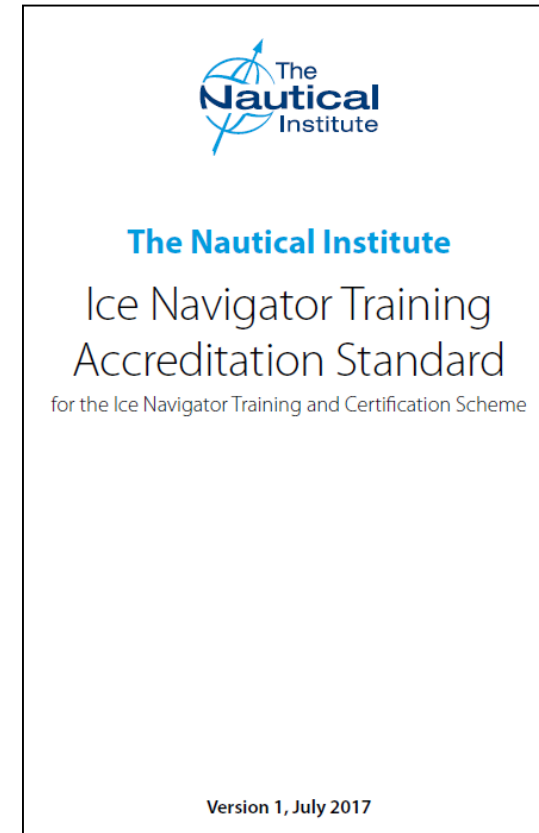 The
Nautical
Institute
The Nautical Institute
Ice Navigator Training
Accreditation Standard
for the Ice Navigator Training and Certification Scheme
Version 1, July 2017